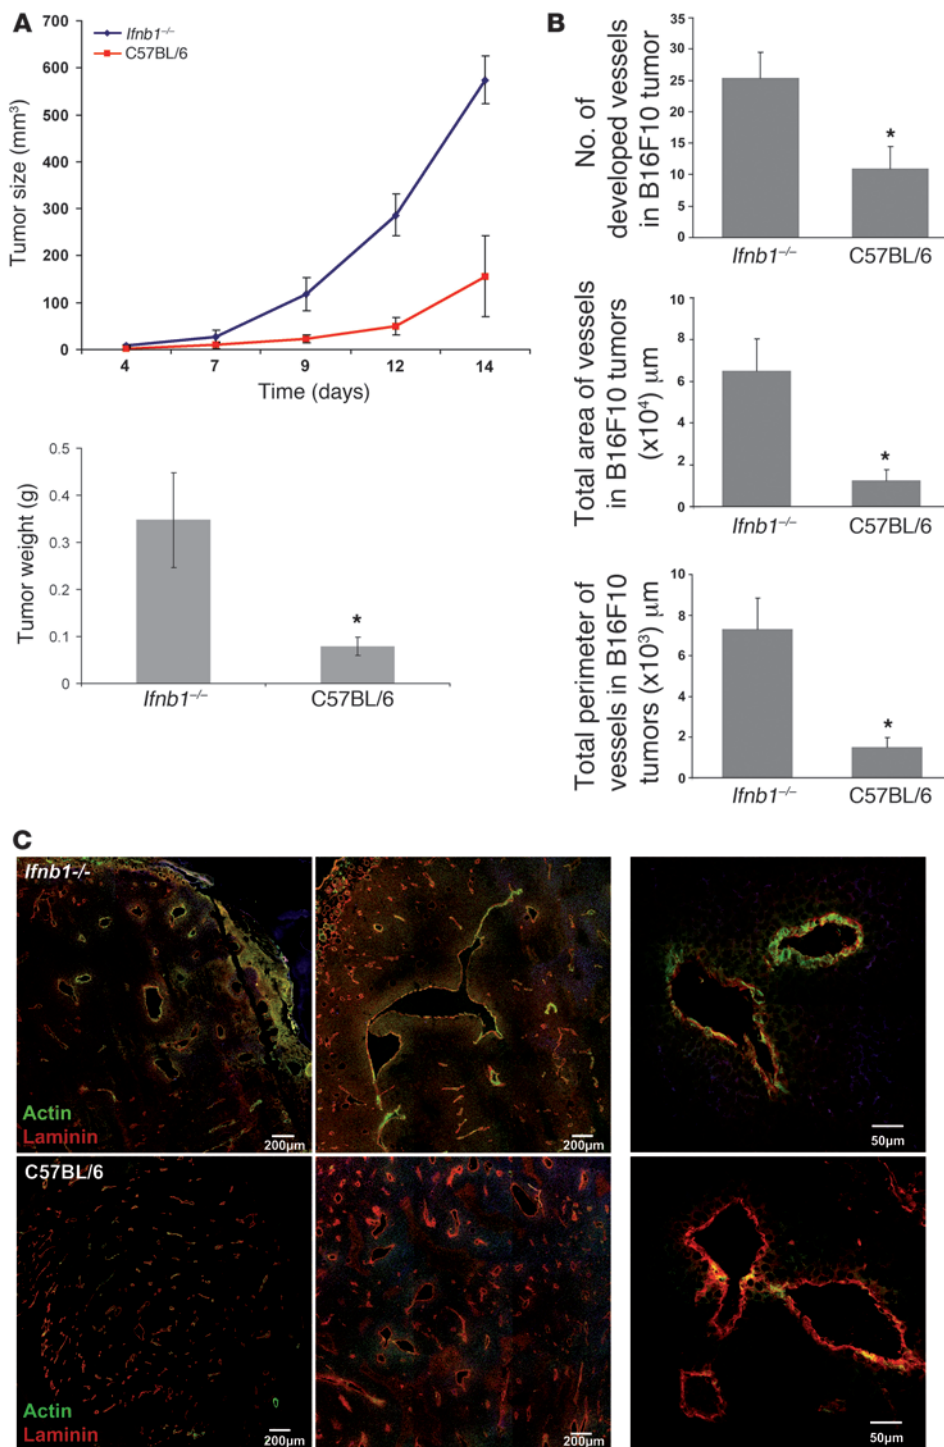 A
700
600
500
400
300
200
100
0
Tumor size (mm³)
Ifnb1⁻/⁻
C57BL/6
4 7 9 12 14
Time (days)
0.5
0.4
0.3
0.2
0.1
0
Tumor weight (g)
*
Ifnb1⁻/⁻ C57BL/6
B
No. of
developed vessels
in B16F10 tumor
35
30
25
20
15
10
5
0
*
Ifnb1⁻/⁻ C57BL/6
Total area of vessels
in B16F10 tumors
(x10⁴) µm
10
8
6
4
2
0
*
Ifnb1⁻/⁻ C57BL/6
Total perimeter of
vessels in B16F10
tumors (x10³) µm
10
8
6
4
2
0
*
Ifnb1⁻/⁻ C57BL/6
C
Ifnb1-/-
Actin
Laminin
200µm
200µm
50µm
C57BL/6
Actin
Laminin
200µm
200µm
50µm